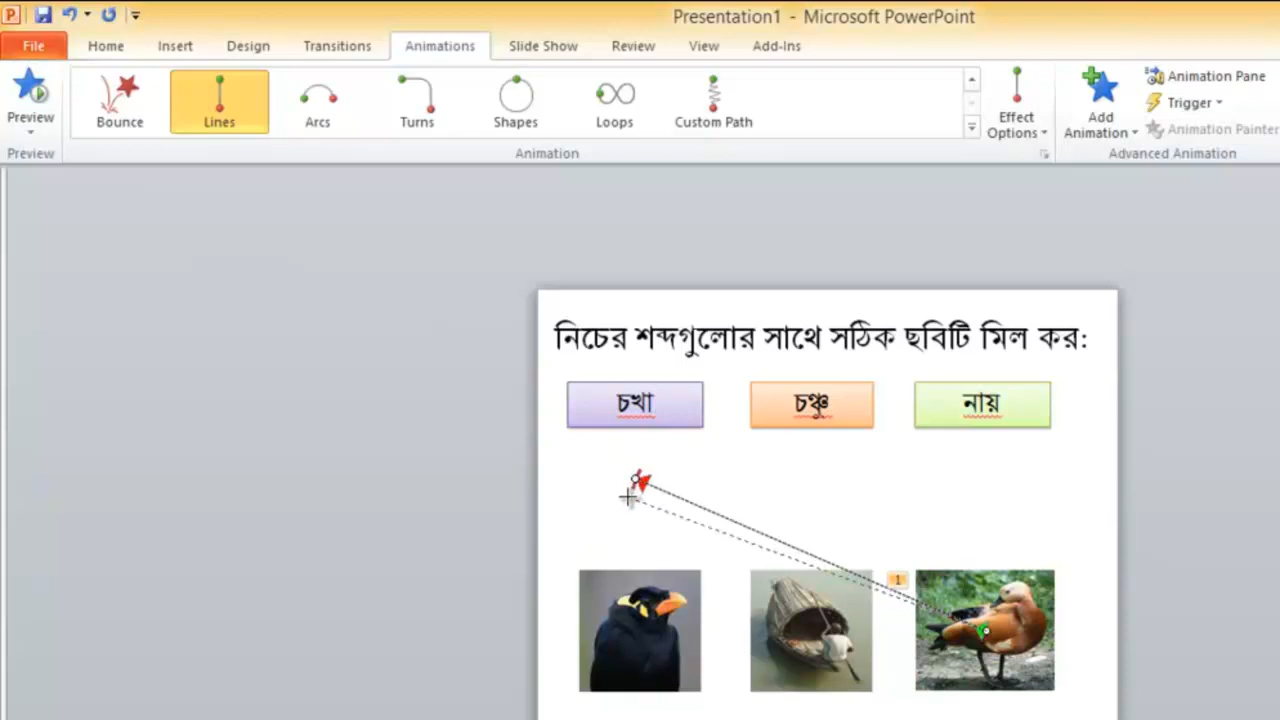 Presentation1 - Microsoft PowerPoint
File Home Insert Design Transitions Animations Slide Show Review View Add-Ins
Preview
Bounce Lines Arcs Turns Shapes Loops Custom Path
Effect Options
Add Animation
Animation Pane
Trigger
Animation Painter
Preview Animation Advanced Animation
নিচের শব্দগুলোর সাথে সঠিক ছবিটি মিল কর:
চখা চঞ্চু নায়
1